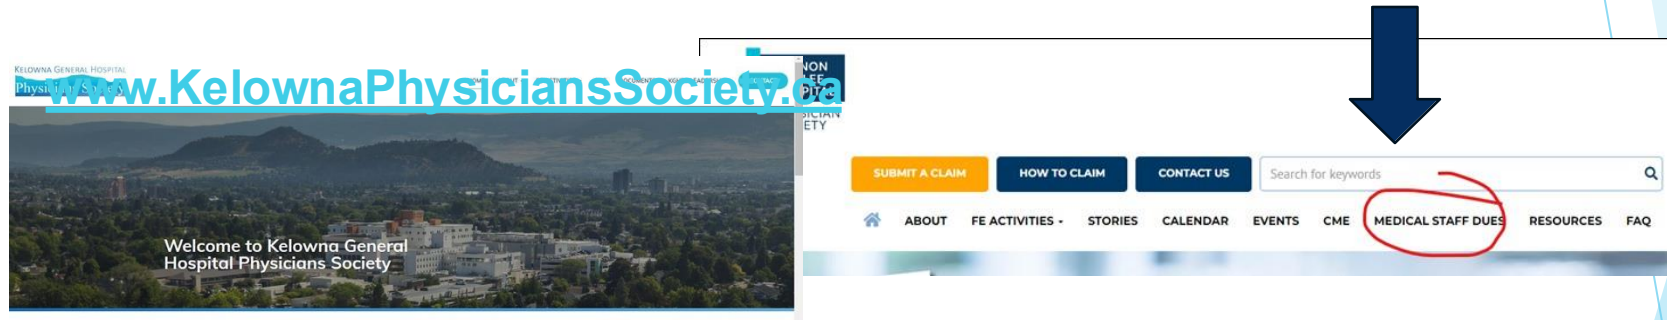 KELOWNA GENERAL HOSPITAL
www.KelownaPhysiciansSociety.ca
Welcome to Kelowna General
Hospital Physicians Society
SUBMIT A CLAIM
HOW TO CLAIM
CONTACT US
Search for keywords
ABOUT
FE ACTIVITIES
STORIES
CALENDAR
EVENTS
CME
MEDICAL STAFF DUES
RESOURCES
FAQ